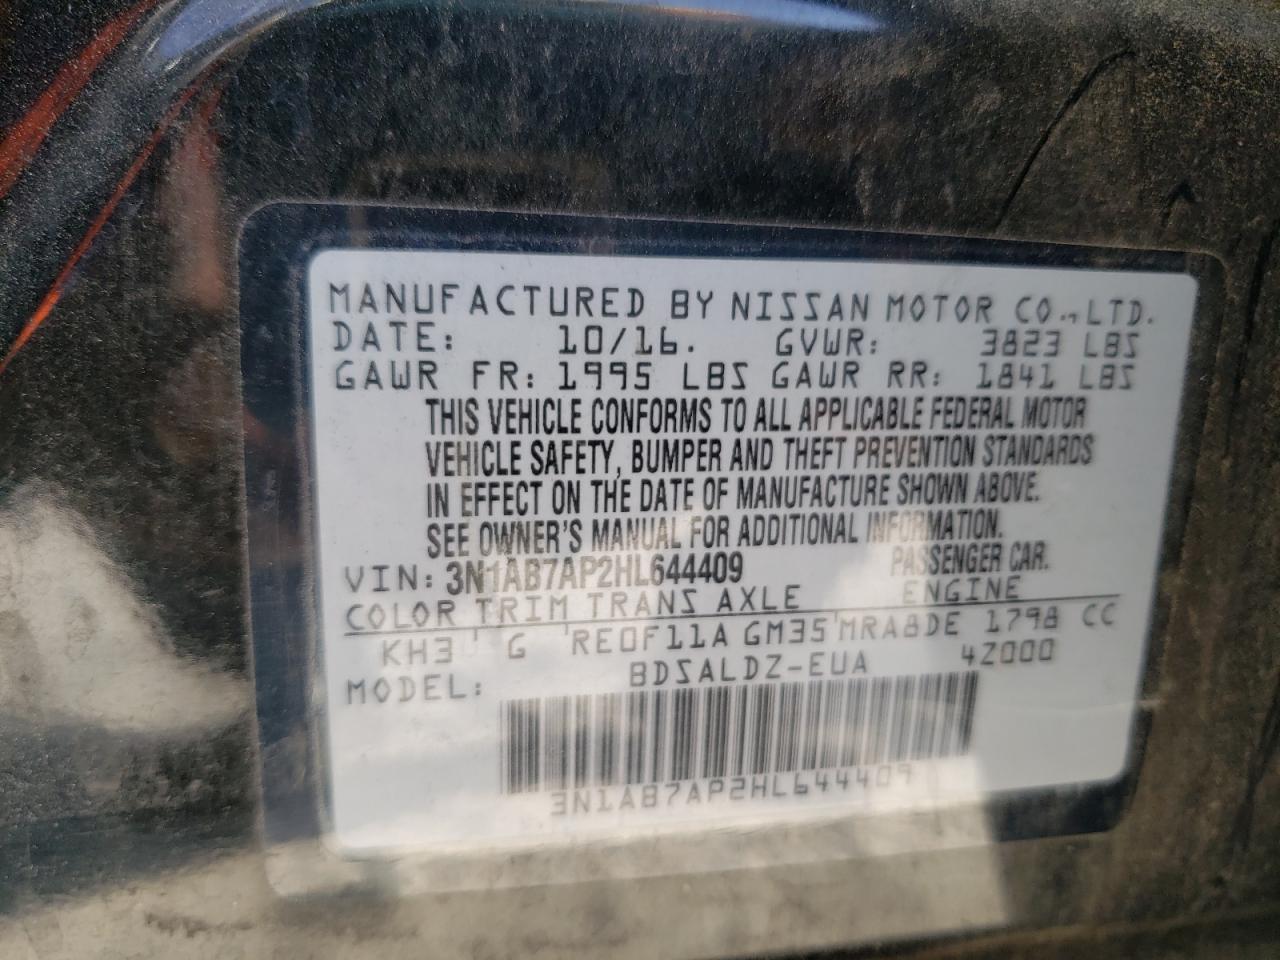 MANUFACTURED BY NISSAN MOTOR CO., LTD.
DATE: 10/16. GVWR: 3823 LBS
GAWR FR: 1995 LBS GAWR RR: 1841 LBS
THIS VEHICLE CONFORMS TO ALL APPLICABLE FEDERAL MOTOR
VEHICLE SAFETY, BUMPER AND THEFT PREVENTION STANDARDS
IN EFFECT ON THE DATE OF MANUFACTURE SHOWN ABOVE.
SEE OWNER'S MANUAL FOR ADDITIONAL INFORMATION.
VIN: 3N1AB7AP2HL644409 PASSENGER CAR.
COLOR TRIM TRANS AXLE ENGINE
KH3 G RE0F11A GM35 MRA8DE 1798 CC
MODEL: BDSALDZ-EUA 4Z000
3N1AB7AP2HL644409